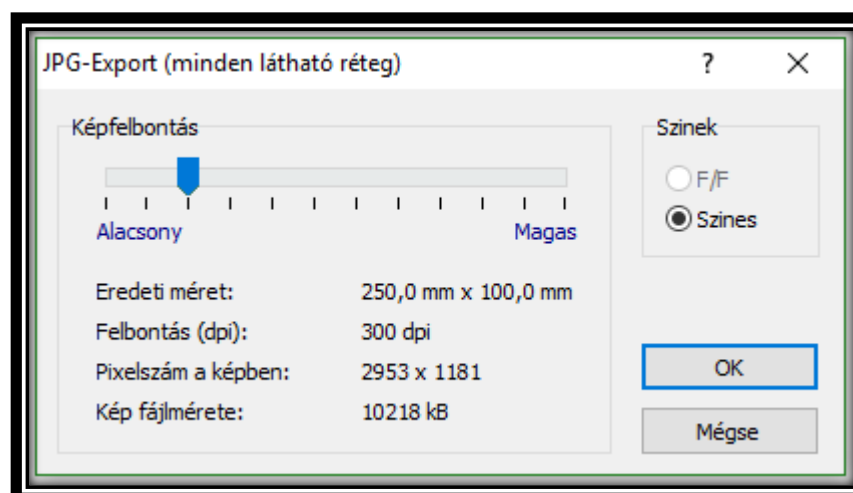 JPG-Export (minden látható réteg) ?
Képfelbontás
Alacsony Magas
Eredeti méret: 250,0 mm x 100,0 mm
Felbontás (dpi): 300 dpi
Pixelszám a képben: 2953 x 1181
Kép fájlmérete: 10218 kB
Szinek
F/F
Szines
OK
Mégse